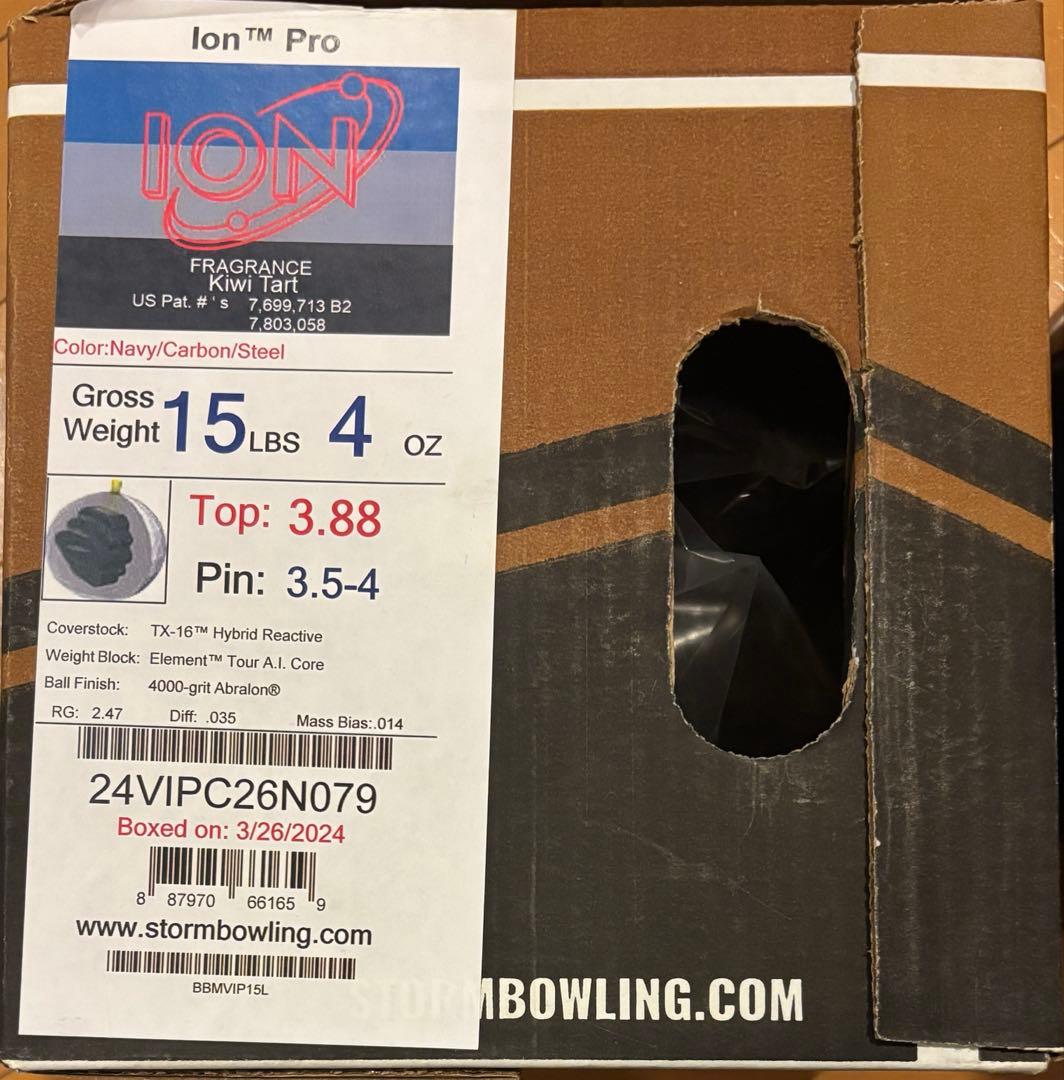 Ion™ Pro
ION
FRAGRANCE
Kiwi Tart
US Pat. #'s 7,699,713 B2
7,803,058
Color:Navy/Carbon/Steel
Gross Weight 15 LBS 4 OZ
Top: 3.88
Pin: 3.5-4
Coverstock: TX-16™ Hybrid Reactive
Weight Block: Element™ Tour A.I. Core
Ball Finish: 4000-grit Abralon®
RG: 2.47 Diff: .035 Mass Bias:.014
24VIPC26N079
Boxed on: 3/26/2024
8 87970 66165 9
www.stormbowling.com
BBMVIP15L
STORMBOWLING.COM